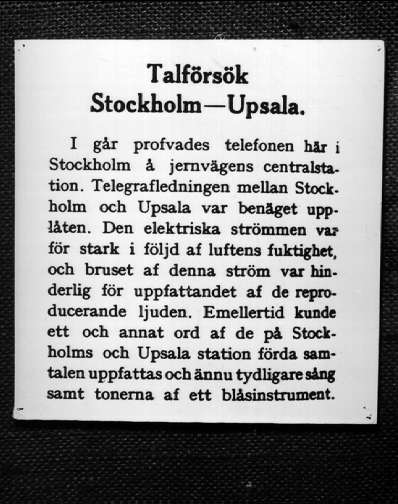 Talförsök
Stockholm—Upsala.
I går profvades telefonen här i
Stockholm å jernvägens centralsta-
tion. Telegrafledningen mellan Stock-
holm och Upsala var benäget upp-
låten. Den elektriska strömmen var
för stark i följd af luftens fuktighet,
och bruset af denna ström var hin-
derlig för uppfattandet af de repro-
ducerande ljuden. Emellertid kunde
ett och annat ord af de på Stock-
holms och Upsala station förda sam-
talen uppfattas och ännu tydligare sång
samt tonerna af ett blåsinstrument.